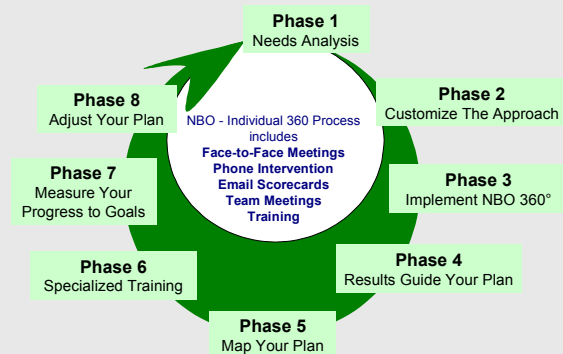 Phase 1
Needs Analysis
Phase 2
Customize The Approach
Phase 3
Implement NBO 360°
Phase 4
Results Guide Your Plan
Phase 5
Map Your Plan
Phase 6
Specialized Training
Phase 7
Measure Your
Progress to Goals
Phase 8
Adjust Your Plan
NBO - Individual 360 Process
includes
Face-to-Face Meetings
Phone Intervention
Email Scorecards
Team Meetings
Training